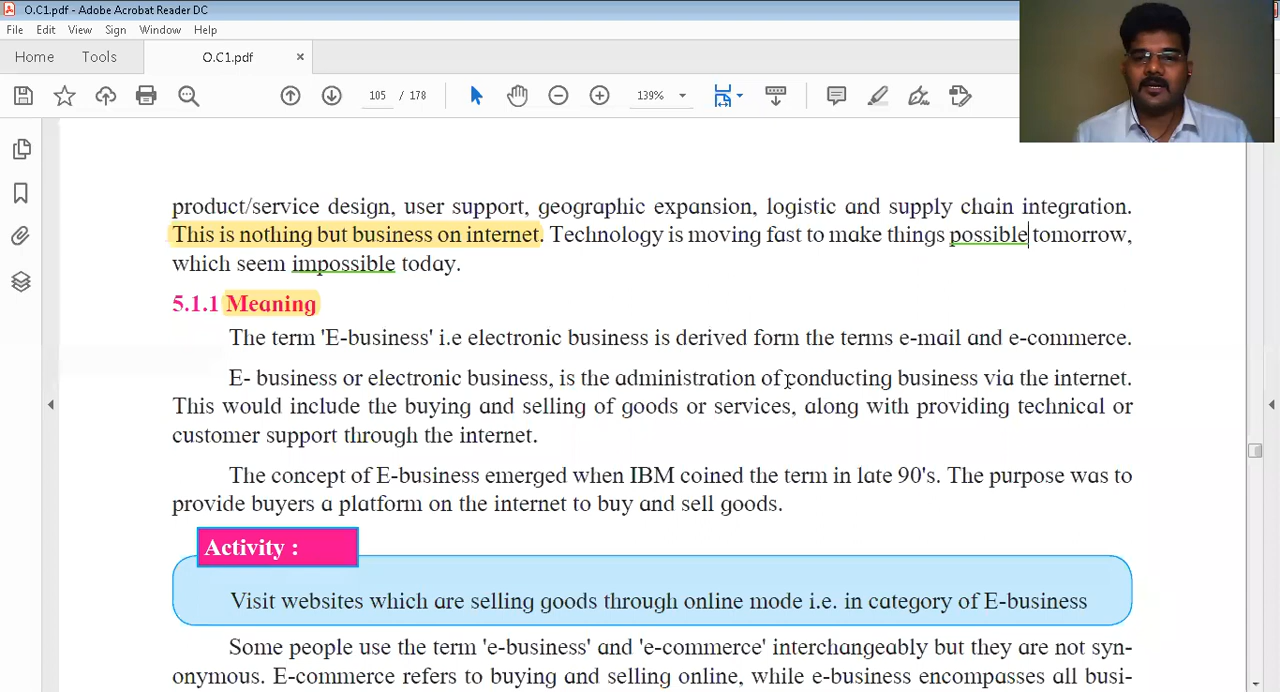 O.C1.pdf - Adobe Acrobat Reader DC
File Edit View Sign Window Help
Home Tools O.C1.pdf ×
105 / 178 139%
product/service design, user support, geographic expansion, logistic and supply chain integration.
This is nothing but business on internet. Technology is moving fast to make things possible tomorrow,
which seem impossible today.
5.1.1 Meaning
The term 'E-business' i.e electronic business is derived form the terms e-mail and e-commerce.
E- business or electronic business, is the administration of conducting business via the internet.
This would include the buying and selling of goods or services, along with providing technical or
customer support through the internet.
The concept of E-business emerged when IBM coined the term in late 90's. The purpose was to
provide buyers a platform on the internet to buy and sell goods.
Activity :
Visit websites which are selling goods through online mode i.e. in category of E-business
Some people use the term 'e-business' and 'e-commerce' interchangeably but they are not syn-
onymous. E-commerce refers to buying and selling online, while e-business encompasses all busi-